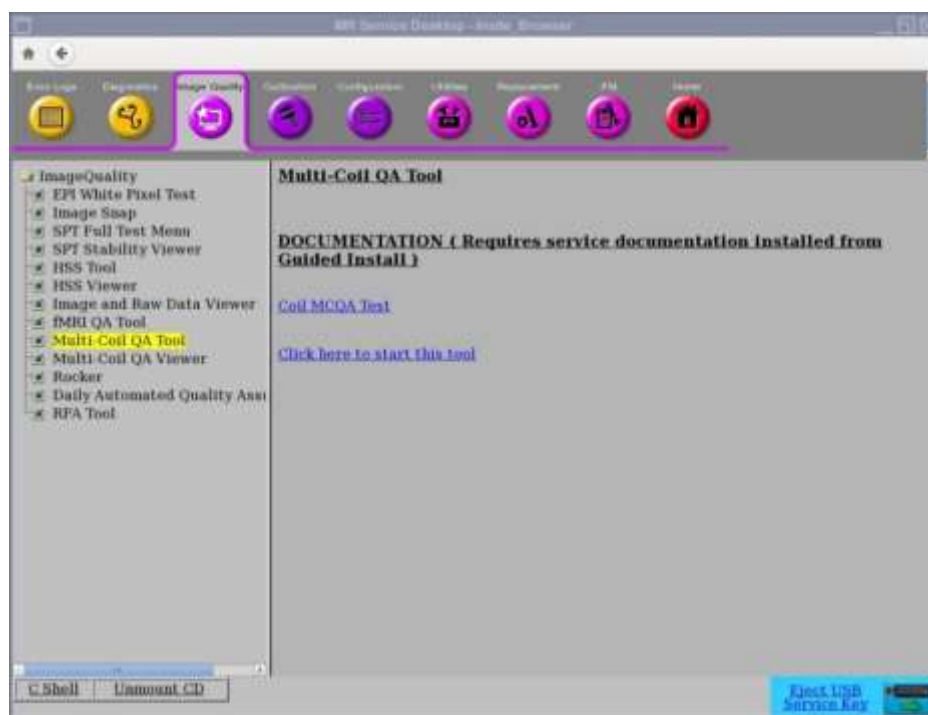 MR Service Desktop - Inside_Browser
Error Logs
Diagnostics
Image Quality
Calibration
Configuration
Utilities
Replacement
PM
Home
ImageQuality
EPI White Pixel Test
Image Snap
SPT Full Test Menu
SPT Stability Viewer
HSS Tool
HSS Viewer
Image and Raw Data Viewer
fMRI QA Tool
Multi-Coil QA Tool
Multi-Coil QA Viewer
Rocker
Daily Automated Quality Assu
RFA Tool
Multi-Coil QA Tool
DOCUMENTATION ( Requires service documentation installed from
Guided Install )
Coil MCQA Test
Click here to start this tool
C Shell
Unmount CD
Eject USB
Service Key